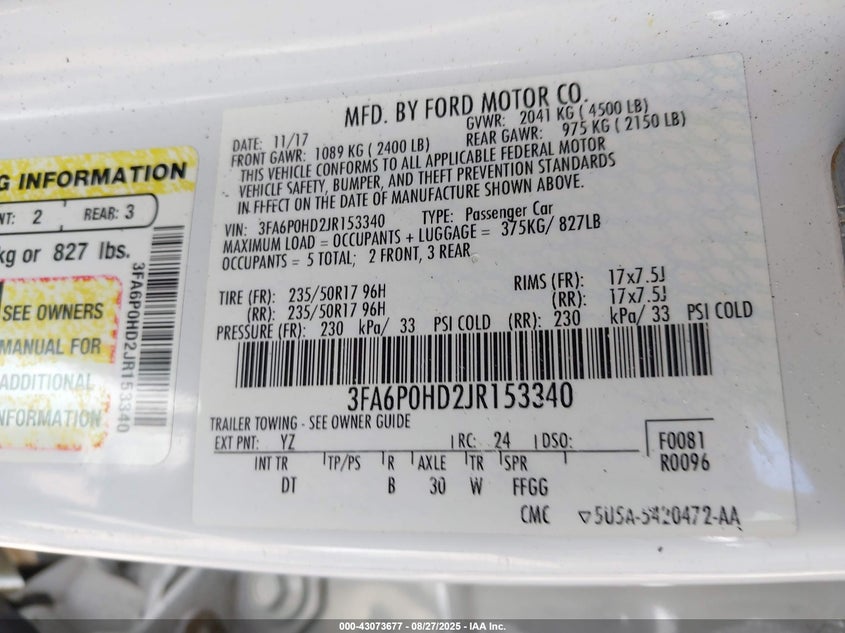 G INFORMATION
NT: 2 REAR: 3
kg or 827 lbs.
SEE OWNERS
MANUAL FOR
ADDITIONAL
INFORMATION
3FA6P0HD2JR153340
MFD. BY FORD MOTOR CO.
DATE: 11/17 GVWR: 2041 KG ( 4500 LB)
FRONT GAWR: 1089 KG ( 2400 LB) REAR GAWR: 975 KG ( 2150 LB)
THIS VEHICLE CONFORMS TO ALL APPLICABLE FEDERAL MOTOR
VEHICLE SAFETY, BUMPER, AND THEFT PREVENTION STANDARDS
IN EFFECT ON THE DATE OF MANUFACTURE SHOWN ABOVE.
VIN: 3FA6P0HD2JR153340 TYPE: Passenger Car
MAXIMUM LOAD = OCCUPANTS + LUGGAGE = 375KG/ 827LB
OCCUPANTS = 5 TOTAL; 2 FRONT, 3 REAR
TIRE (FR): 235/50R17 96H RIMS (FR): 17x7.5J
(RR): 235/50R17 96H (RR): 17x7.5J
PRESSURE (FR): 230 kPa/ 33 PSI COLD (RR): 230 kPa/ 33 PSI COLD
3FA6P0HD2JR153340
TRAILER TOWING - SEE OWNER GUIDE
EXT PNT: YZ RC: 24 DSO: F0081
R0096
INT TR TP/PS R AXLE TR SPR
DT B 30 W FFGG
CMC ▽5U5A-5420472-AA
000-43073677 - 08/27/2025 - IAA Inc.